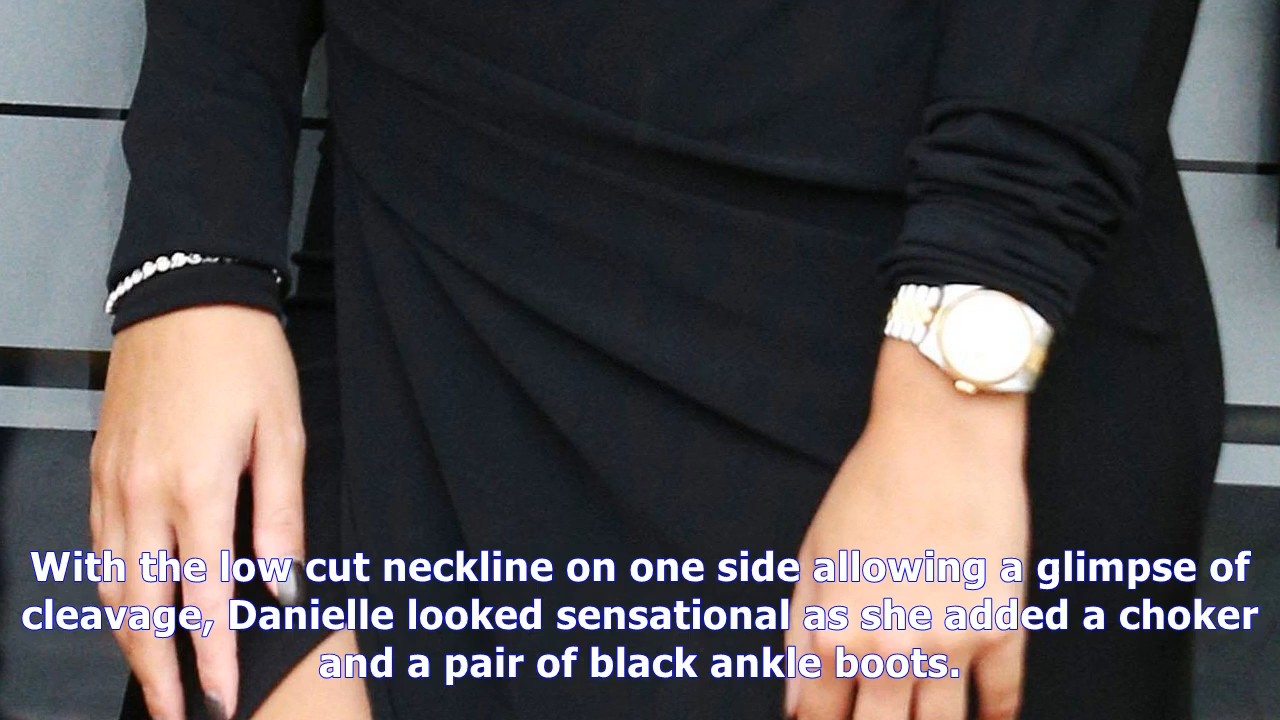 With the low cut neckline on one side allowing a glimpse of
cleavage, Danielle looked sensational as she added a choker
and a pair of black ankle boots.